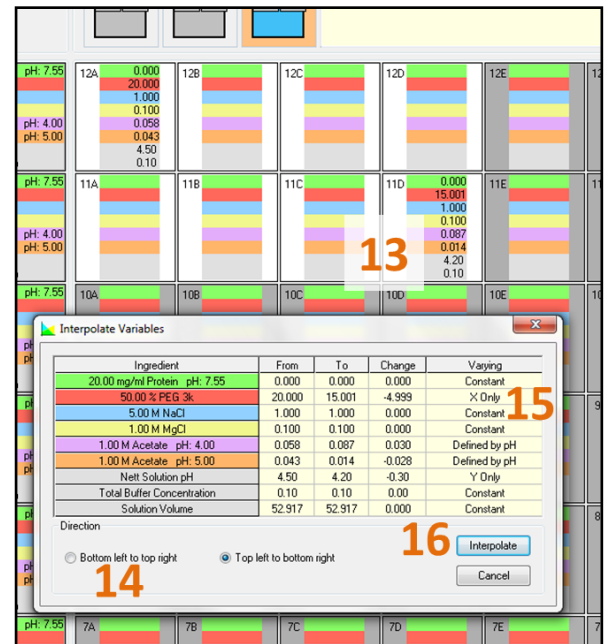 pH: 7.55 12A 0.000 12B 12C 12D 12E 12
20.000
1.000
0.100
pH: 4.00 0.058
pH: 5.00 0.043
4.50
0.10
pH: 7.55 11A 11B 11C 11D 0.000 11E 11
15.001
1.000
0.100
pH: 4.00 0.087
pH: 5.00 13 0.014
4.20
0.10
pH: 7.55 10A 10B 10C 10D 10E 10
Interpolate Variables
Ingredient From To Change Varying
20.00 mg/ml Protein pH: 7.55 0.000 0.000 0.000 Constant
50.00 % PEG 3k 20.000 15.001 -4.999 X Only
5.00 M NaCl 1.000 1.000 0.000 Constant 15
1.00 M MgCl 0.100 0.100 0.000 Constant
1.00 M Acetate pH: 4.00 0.058 0.087 0.030 Defined by pH
1.00 M Acetate pH: 5.00 0.043 0.014 -0.028 Defined by pH
Nett Solution pH 4.50 4.20 -0.30 Y Only
Total Buffer Concentration 0.10 0.10 0.00 Constant
Solution Volume 52.917 52.917 0.000 Constant
Direction
Bottom left to top right Top left to bottom right 16 Interpolate
14 Cancel
pH: 7.55 7A 7B 7C 7D 7E 7